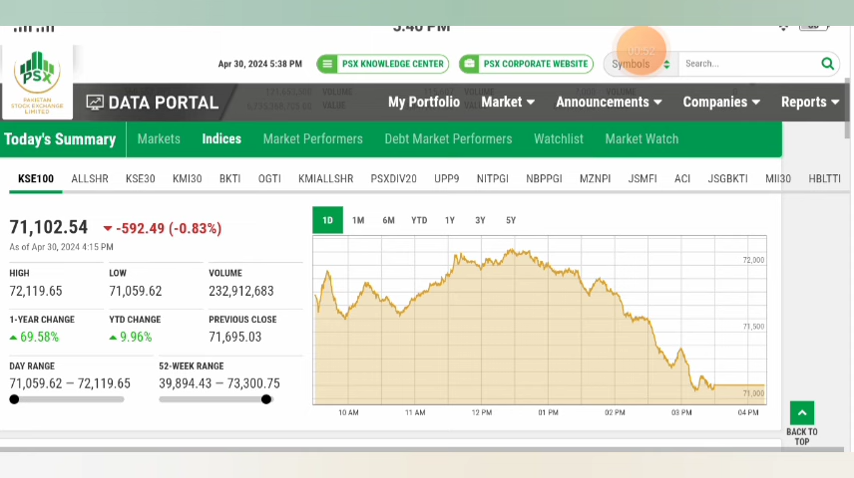 5:40 PM
Apr 30, 2024 5:38 PM
PSX KNOWLEDGE CENTER
PSX CORPORATE WEBSITE
Symbols
Search...
PSX
PAKISTAN
STOCK EXCHANGE
LIMITED
DATA PORTAL
My Portfolio
Market
Announcements
Companies
Reports
Today's Summary
Markets
Indices
Market Performers
Debt Market Performers
Watchlist
Market Watch
KSE100
ALLSHR
KSE30
KMI30
BKTI
OGTI
KMIALLSHR
PSXDIV20
UPP9
NITPGI
NBPPGI
MZNPI
JSMFI
ACI
JSGBKTI
MII30
HBLTTI
71,102.54
-592.49 (-0.83%)
As of Apr 30, 2024 4:15 PM
HIGH
LOW
VOLUME
72,119.65
71,059.62
232,912,683
1-YEAR CHANGE
YTD CHANGE
PREVIOUS CLOSE
69.58%
9.96%
71,695.03
DAY RANGE
52-WEEK RANGE
71,059.62 — 72,119.65
39,894.43 — 73,300.75
1D
1M
6M
YTD
1Y
3Y
5Y
72,000
71,500
71,000
10 AM
11 AM
12 PM
01 PM
02 PM
03 PM
04 PM
BACK TO
TOP